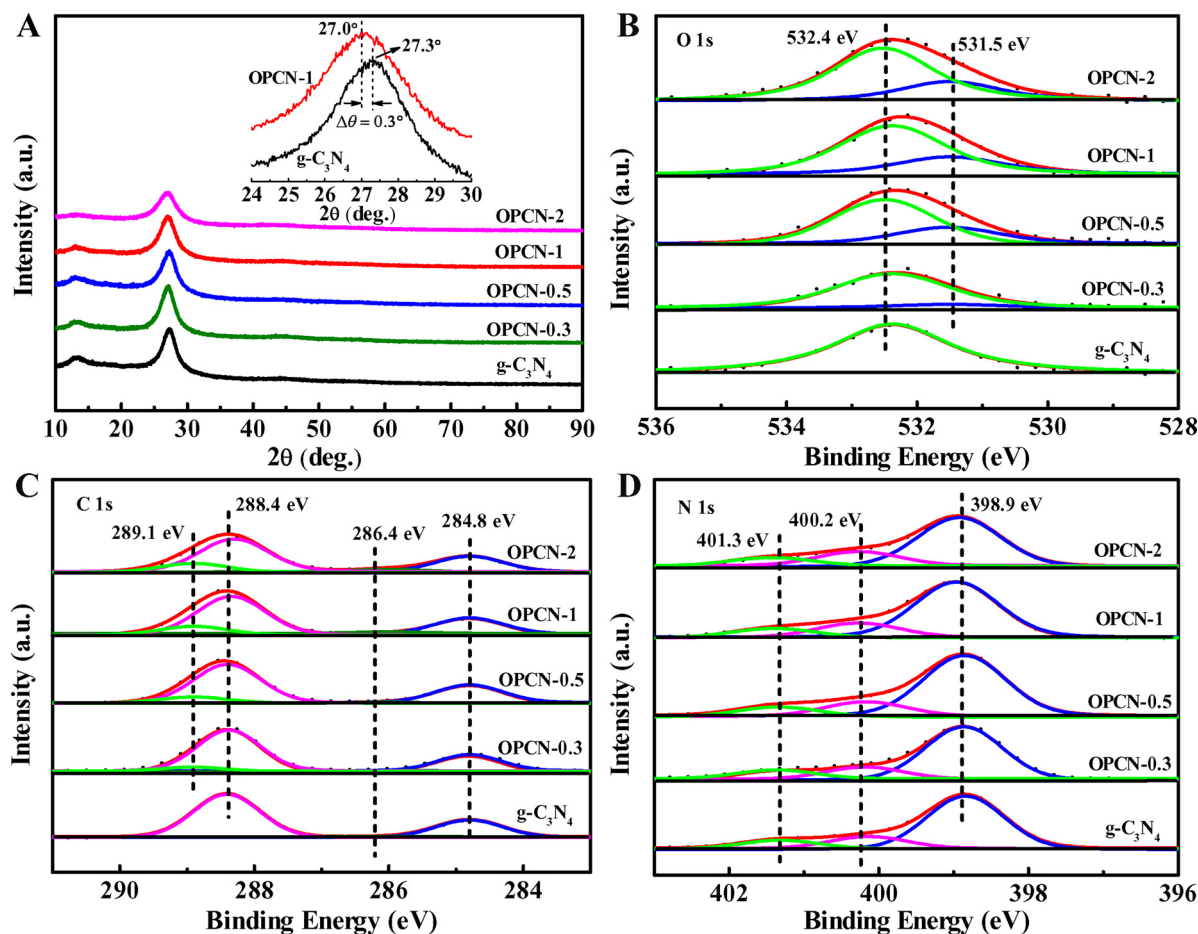 A
27.0°
27.3°
OPCN-1
Δθ = 0.3°
g-C₃N₄
24 25 26 27 28 29 30
2θ (deg.)
OPCN-2
OPCN-1
OPCN-0.5
OPCN-0.3
g-C₃N₄
Intensity (a.u.)
10 20 30 40 50 60 70 80 90
2θ (deg.)
B
O 1s
532.4 eV
531.5 eV
OPCN-2
OPCN-1
OPCN-0.5
OPCN-0.3
g-C₃N₄
Intensity (a.u.)
536 534 532 530 528
Binding Energy (eV)
C
C 1s
289.1 eV
288.4 eV
286.4 eV
284.8 eV
OPCN-2
OPCN-1
OPCN-0.5
OPCN-0.3
g-C₃N₄
Intensity (a.u.)
290 288 286 284
Binding Energy (eV)
D
N 1s
401.3 eV
400.2 eV
398.9 eV
OPCN-2
OPCN-1
OPCN-0.5
OPCN-0.3
g-C₃N₄
Intensity (a.u.)
402 400 398 396
Binding Energy (eV)